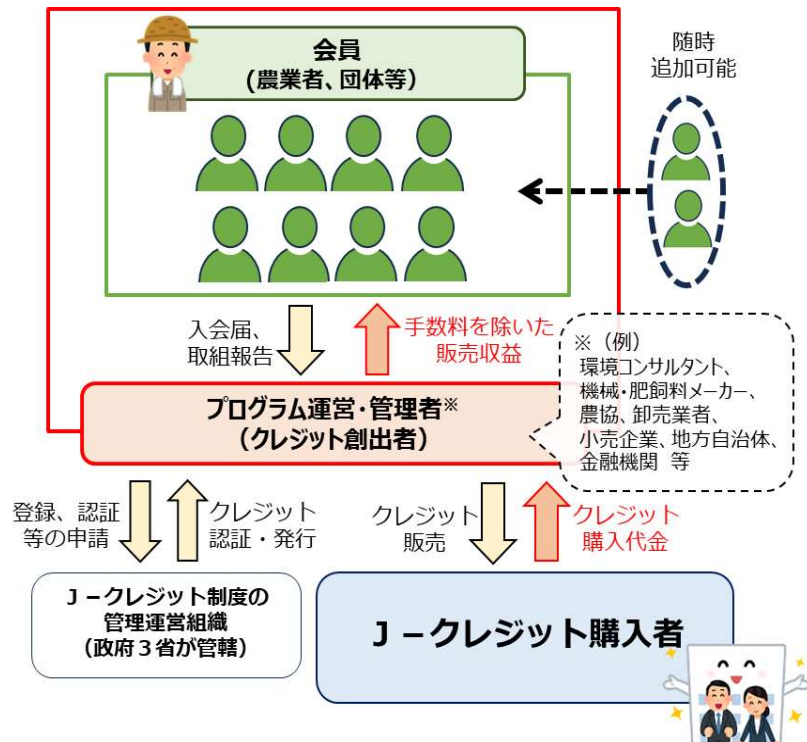 会員
(農業者、団体等）
随時
追加可能
入会届、
取組報告
手数料を除いた
販売収益
※（例）
環境コンサルタント、
機械・肥飼料メーカー、
農協、卸売業者、
小売企業、地方自治体、
金融機関 等
プログラム運営・管理者※
（クレジット創出者）
登録、認証
等の申請
クレジット
認証・発行
クレジット
販売
クレジット
購入代金
Ｊ－クレジット制度の
管理運営組織
(政府３省が管轄）
Ｊ－クレジット購入者